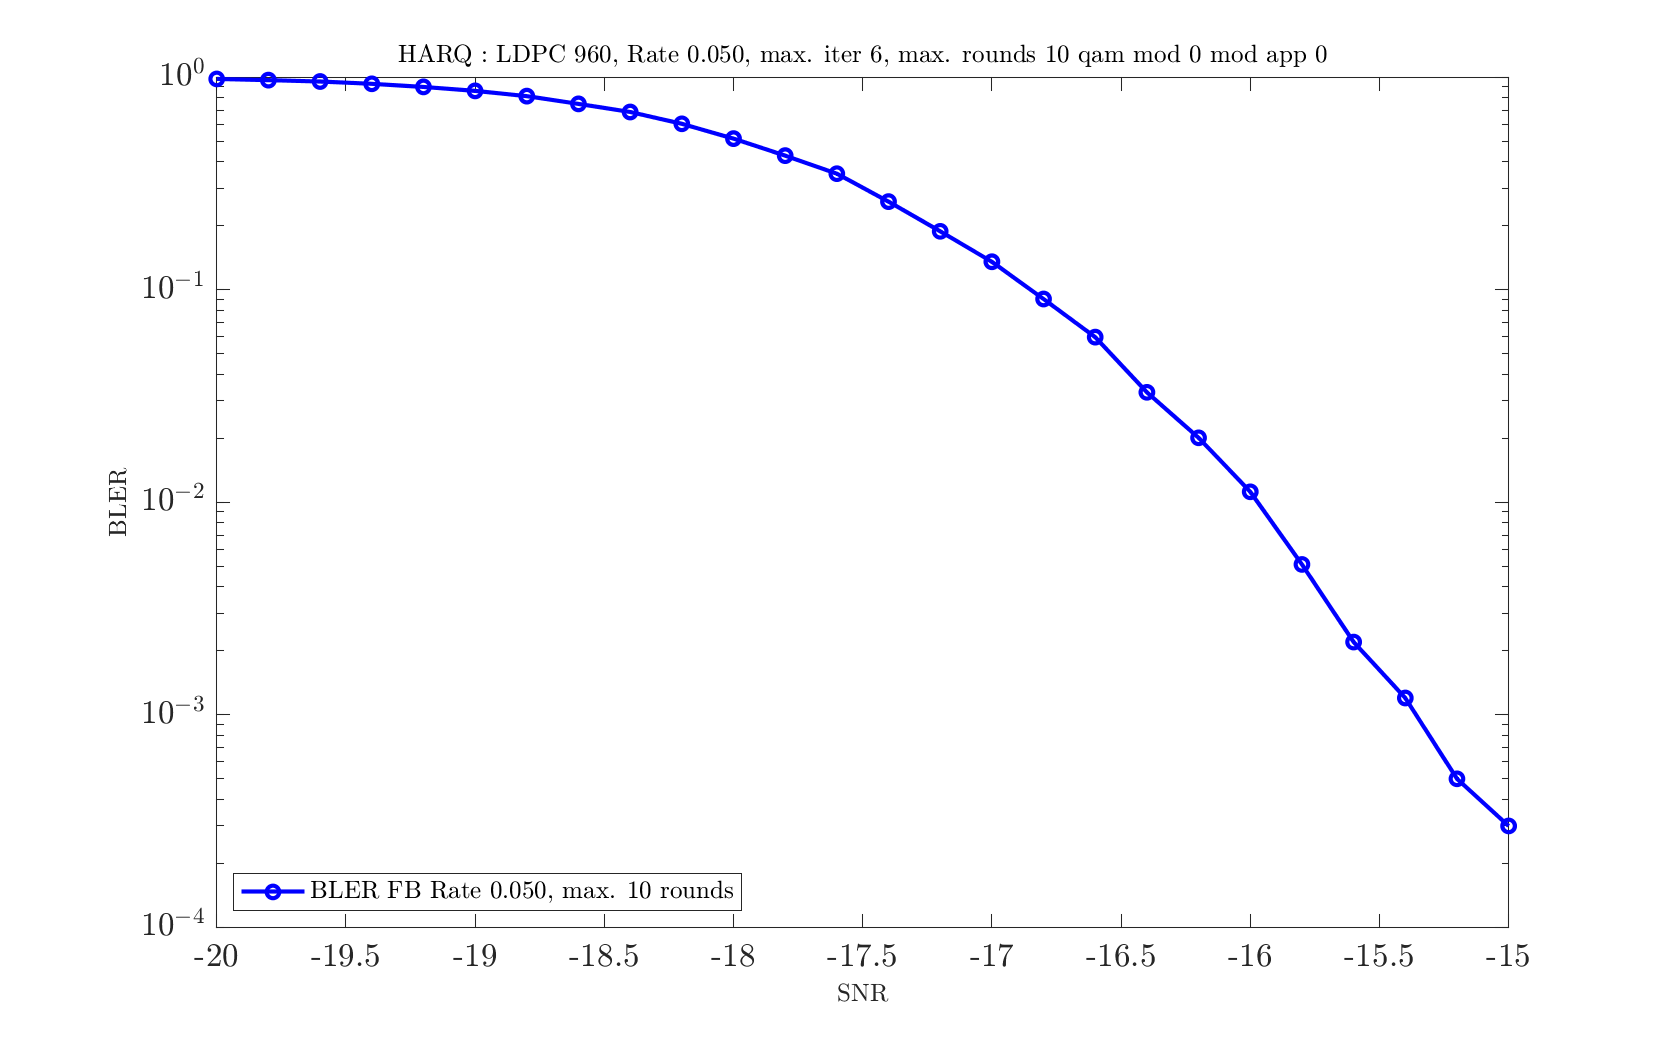 HARQ : LDPC 960, Rate 0.050, max. iter 6, max. rounds 10 qam mod 0 mod app 0
10^0
10^{-1}
10^{-2}
10^{-3}
10^{-4}
BLER
BLER FB Rate 0.050, max. 10 rounds
-20 -19.5 -19 -18.5 -18 -17.5 -17 -16.5 -16 -15.5 -15
SNR